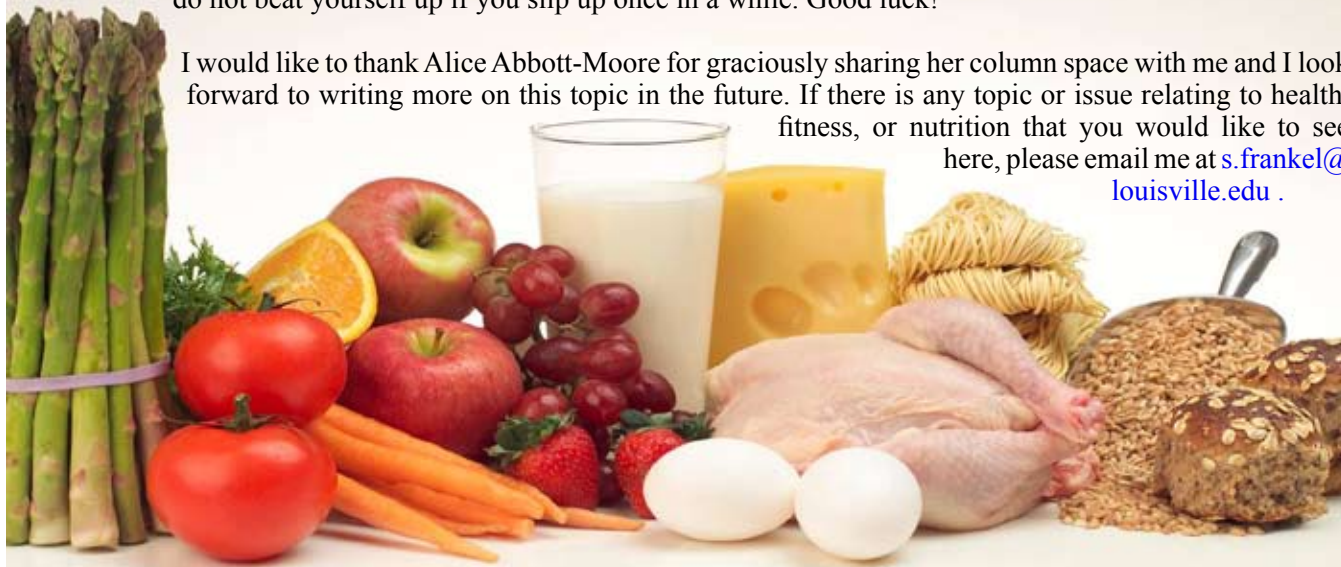 do not beat yourself up if you slip up once in a while. Good luck!
I would like to thank Alice Abbott-Moore for graciously sharing her column space with me and I look
forward to writing more on this topic in the future. If there is any topic or issue relating to health,
fitness, or nutrition that you would like to see
here, please email me at s.frankel@
louisville.edu .